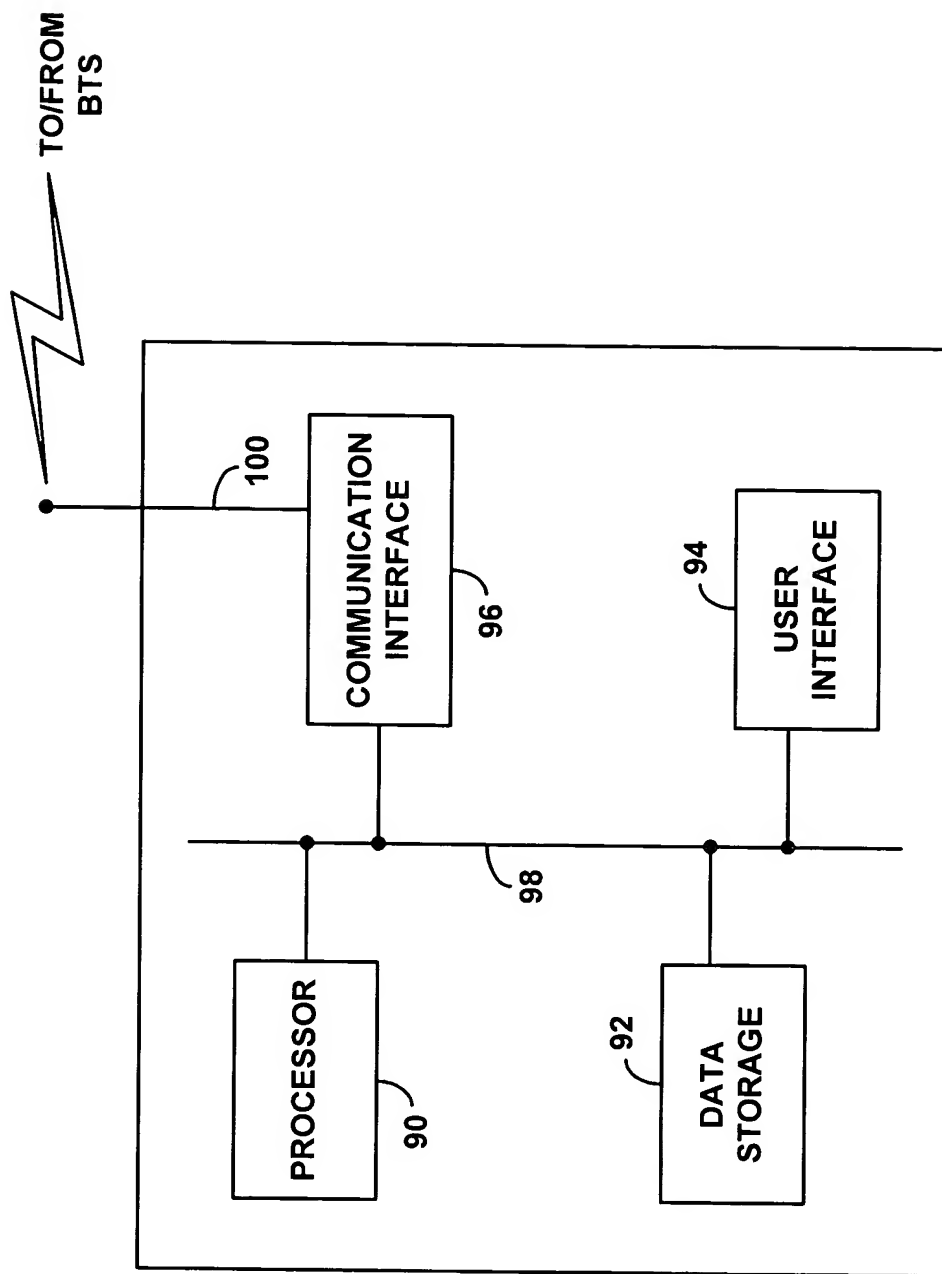 TO/FROM
BTS
100
COMMUNICATION
INTERFACE
96
94
USER
INTERFACE
98
PROCESSOR
90
92
DATA
STORAGE